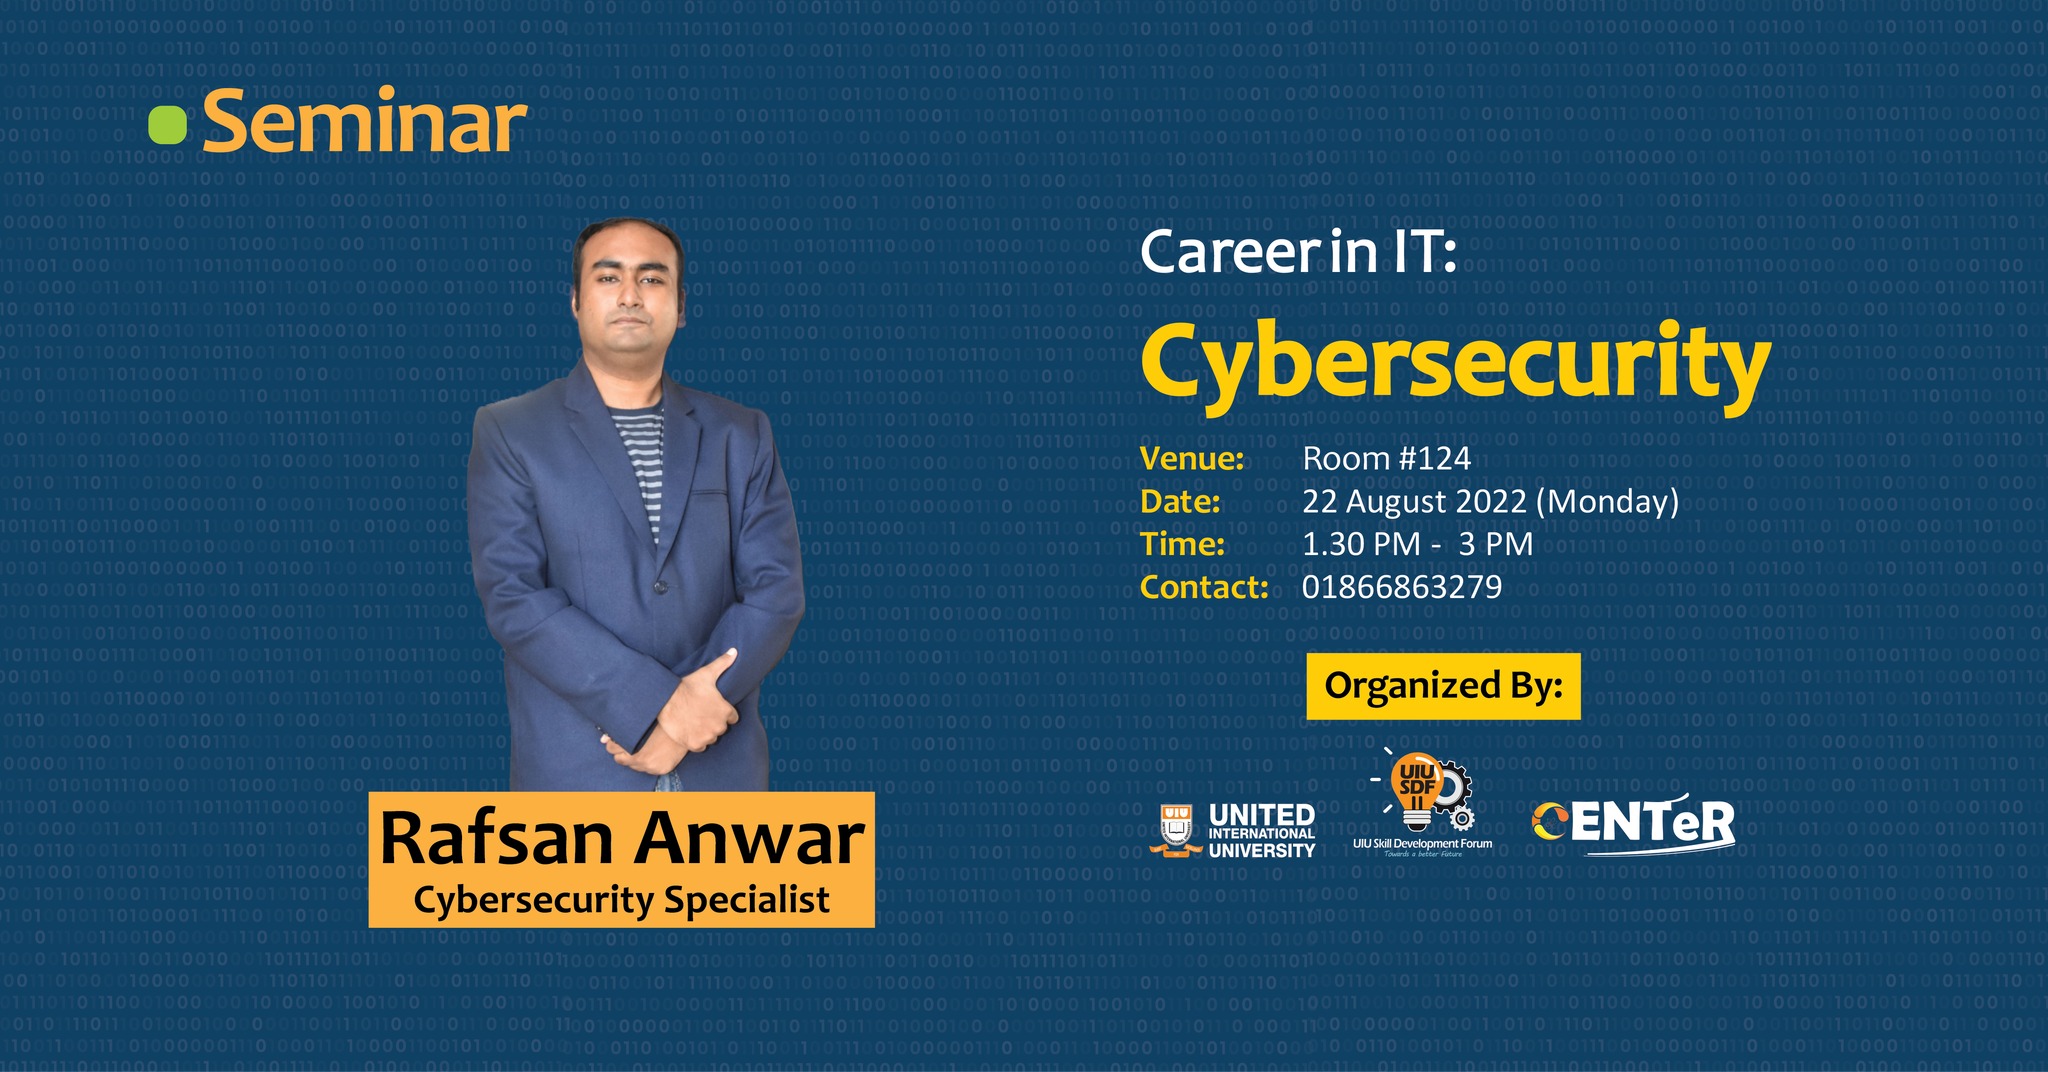 Seminar
Career in IT:
Cybersecurity
Venue: Room #124
Date: 22 August 2022 (Monday)
Time: 1.30 PM - 3 PM
Contact: 01866863279
Organized By:
UIU
UNITED
INTERNATIONAL
UNIVERSITY
UIU
SDF
UIU Skill Development Forum
Towards a better Future
CENTeR
Rafsan Anwar
Cybersecurity Specialist